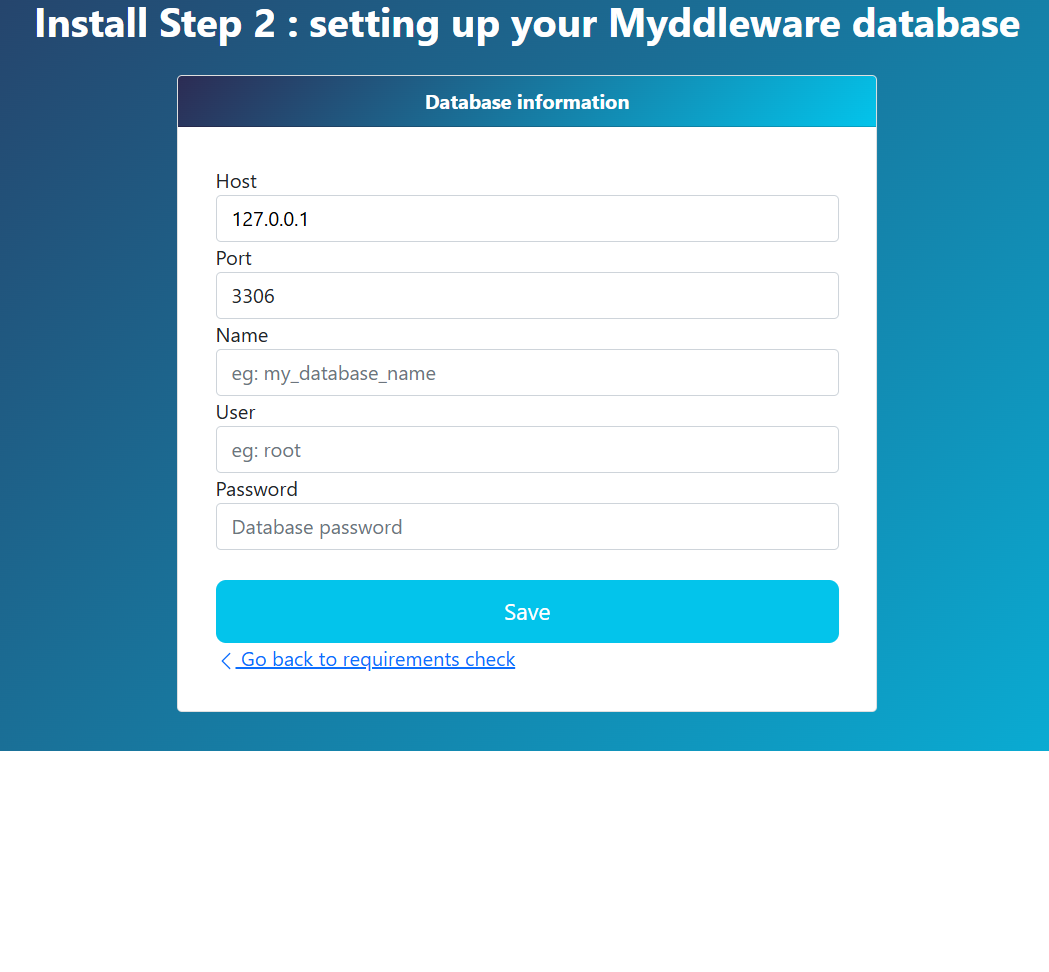 Install Step 2 : setting up your Myddleware database
Database information
Host
127.0.0.1
Port
3306
Name
eg: my_database_name
User
eg: root
Password
Database password
Save
Go back to requirements check